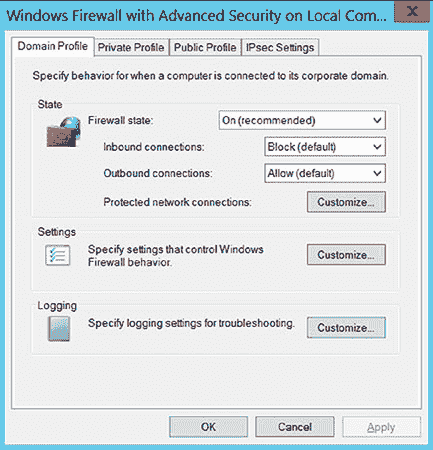 Windows Firewall with Advanced Security on Local Com...
Domain Profile Private Profile Public Profile IPsec Settings
Specify behavior for when a computer is connected to its corporate domain.
State
Firewall state: On (recommended)
Inbound connections: Block (default)
Outbound connections: Allow (default)
Protected network connections: Customize...
Settings
Specify settings that control Windows
Firewall behavior.
Customize...
Logging
Specify logging settings for troubleshooting. Customize...
OK Cancel Apply